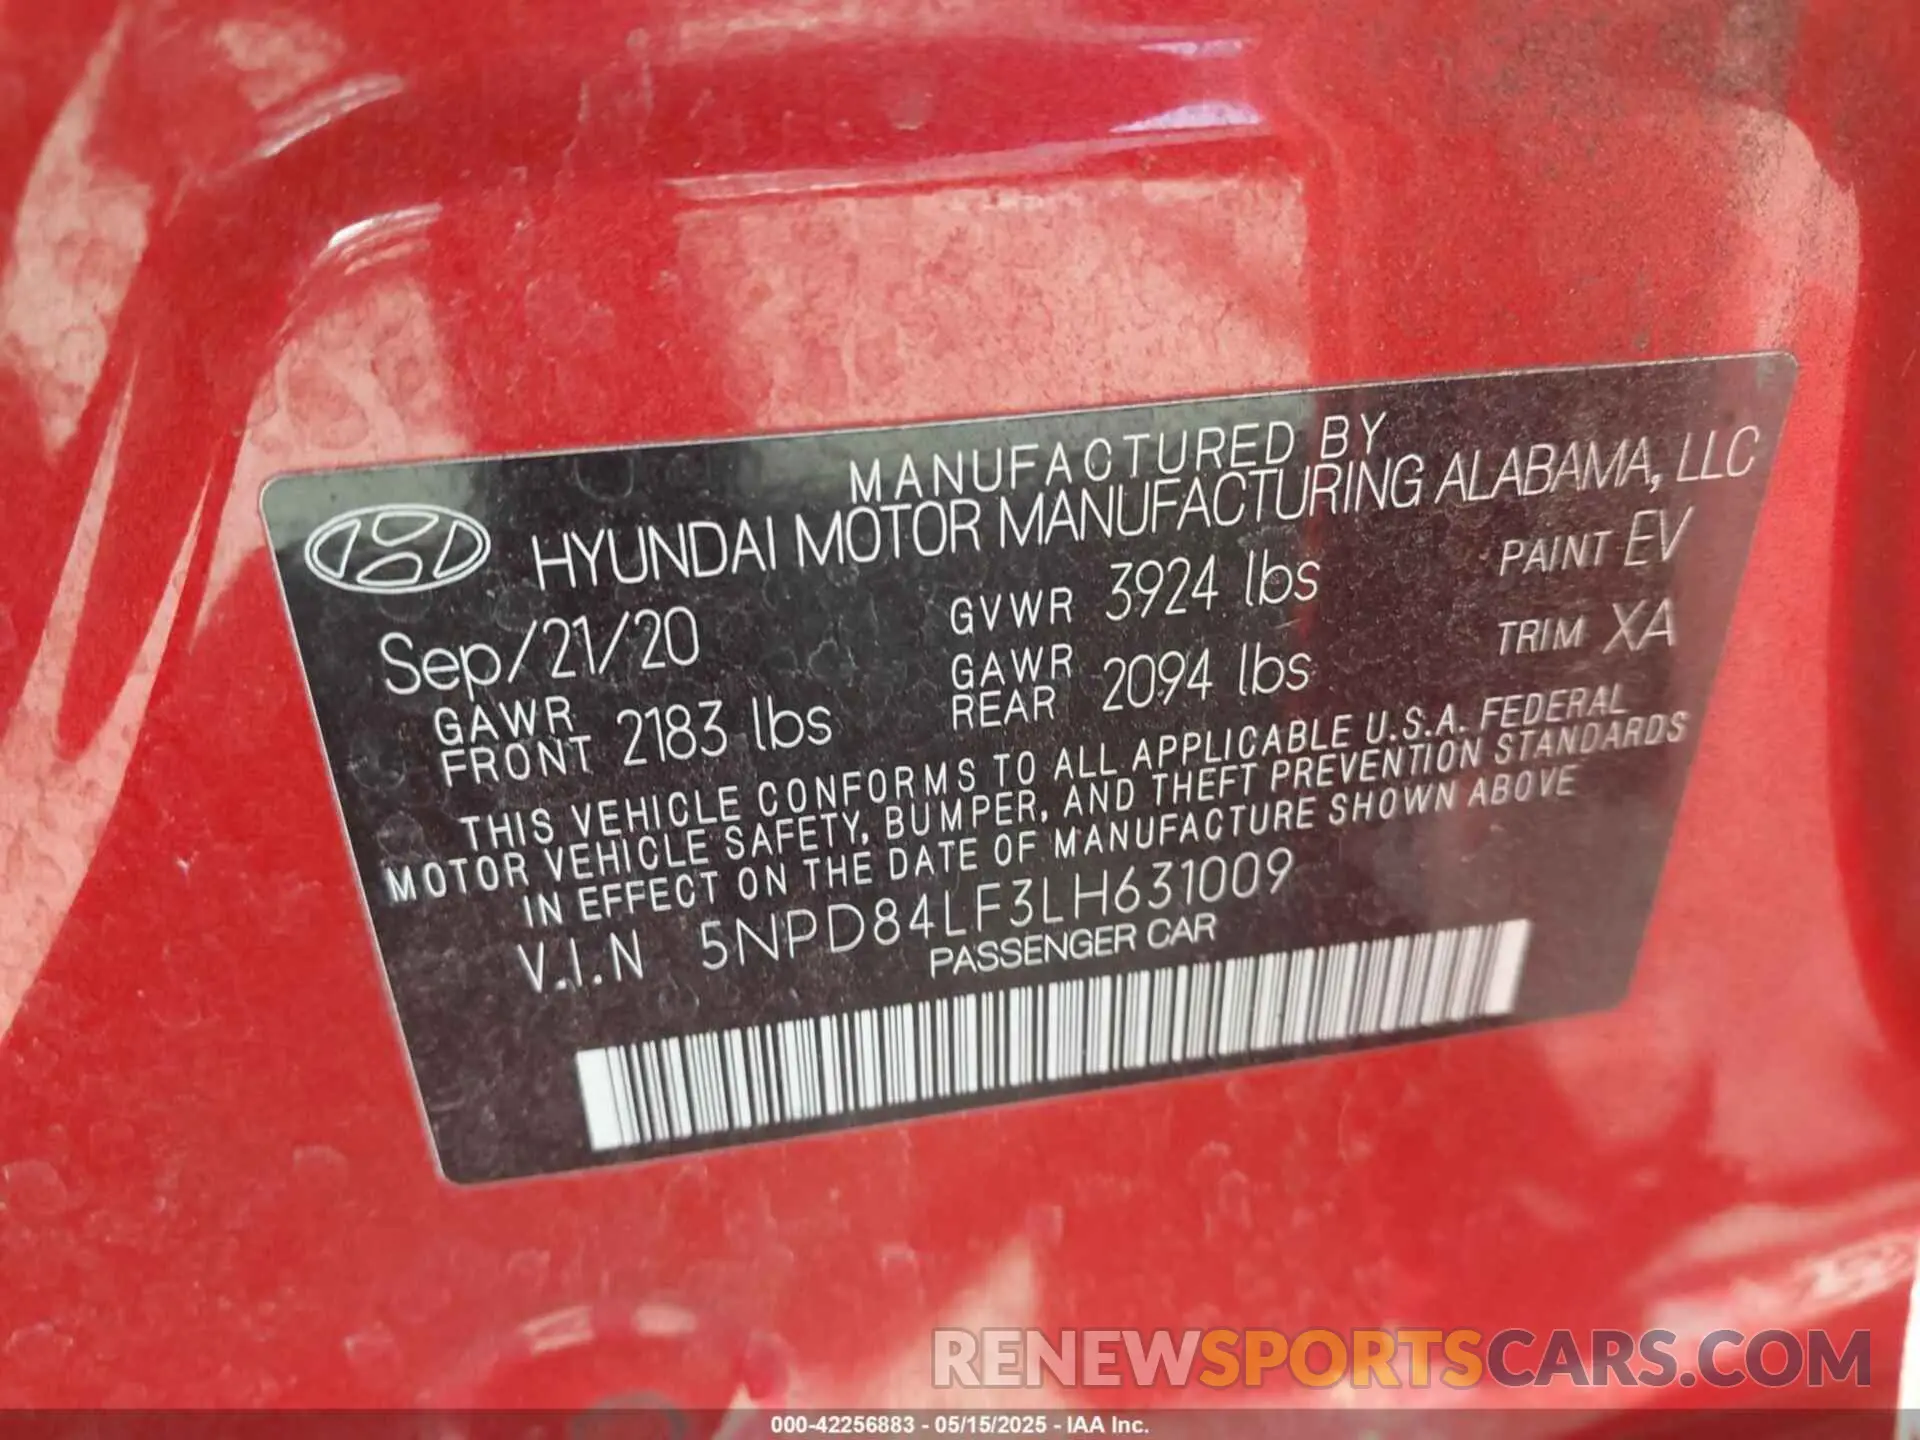 MANUFACTURED BY
HYUNDAI MOTOR MANUFACTURING ALABAMA, LLC
Sep/21/20 GVWR 3924 lbs PAINT EV
GAWR FRONT 2183 lbs GAWR REAR 2094 lbs TRIM XA
THIS VEHICLE CONFORMS TO ALL APPLICABLE U.S.A. FEDERAL
MOTOR VEHICLE SAFETY, BUMPER, AND THEFT PREVENTION STANDARDS
IN EFFECT ON THE DATE OF MANUFACTURE SHOWN ABOVE
V.I.N 5NPD84LF3LH631009
PASSENGER CAR
RENEWSPORTSCARS.COM
000-42256883 - 05/15/2025 - IAA Inc.